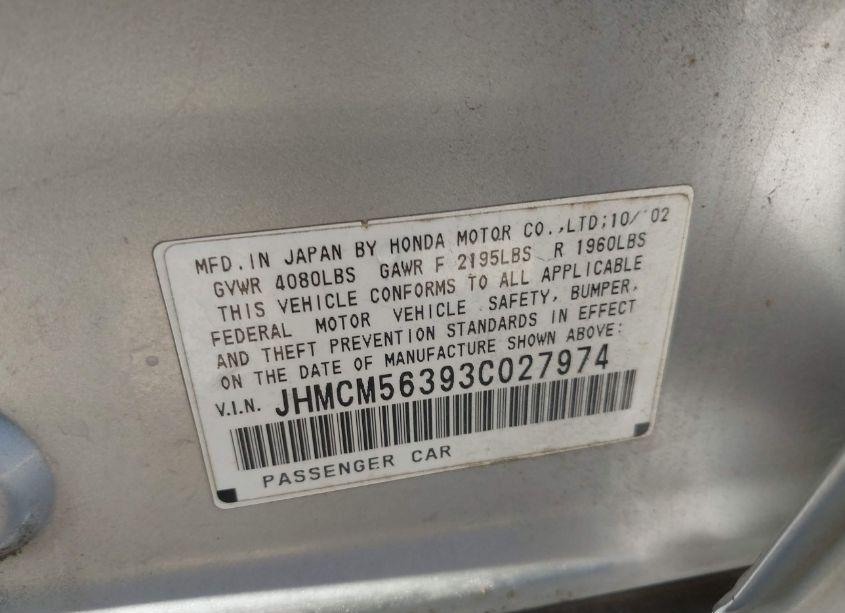 MFD. IN JAPAN BY HONDA MOTOR CO.,LTD;10/'02
GVWR 4080LBS GAWR F 2195LBS R 1960LBS
THIS VEHICLE CONFORMS TO ALL APPLICABLE
FEDERAL MOTOR VEHICLE SAFETY, BUMPER,
AND THEFT PREVENTION STANDARDS IN EFFECT
ON THE DATE OF MANUFACTURE SHOWN ABOVE:
V.I.N. JHMCM56393C027974
PASSENGER CAR